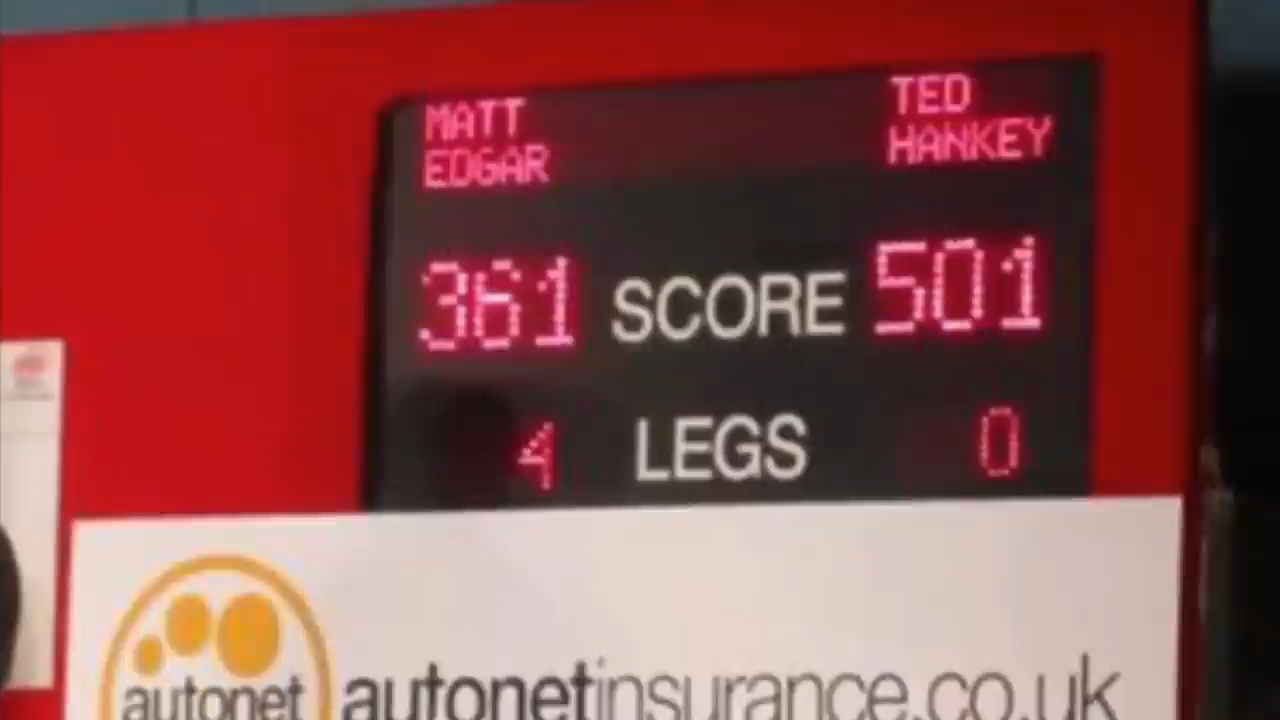 MATT EDGAR
TED HANKEY
361 SCORE 501
4 LEGS 0
autonet
autonetinsurance.co.uk